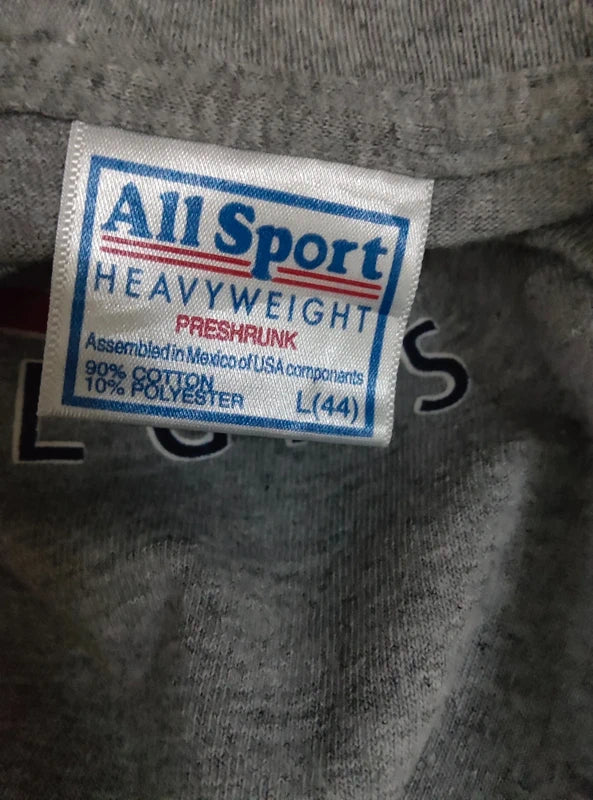 All Sport
HEAVYWEIGHT
PRESHRUNK
Assembled in Mexico of USA components
90% COTTON
10% POLYESTER
L(44)